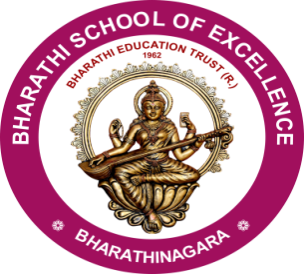 BHARATHI SCHOOL OF EXCELLENCE
BHARATHI EDUCATION TRUST (R.)
1962
BHARATHINAGARA